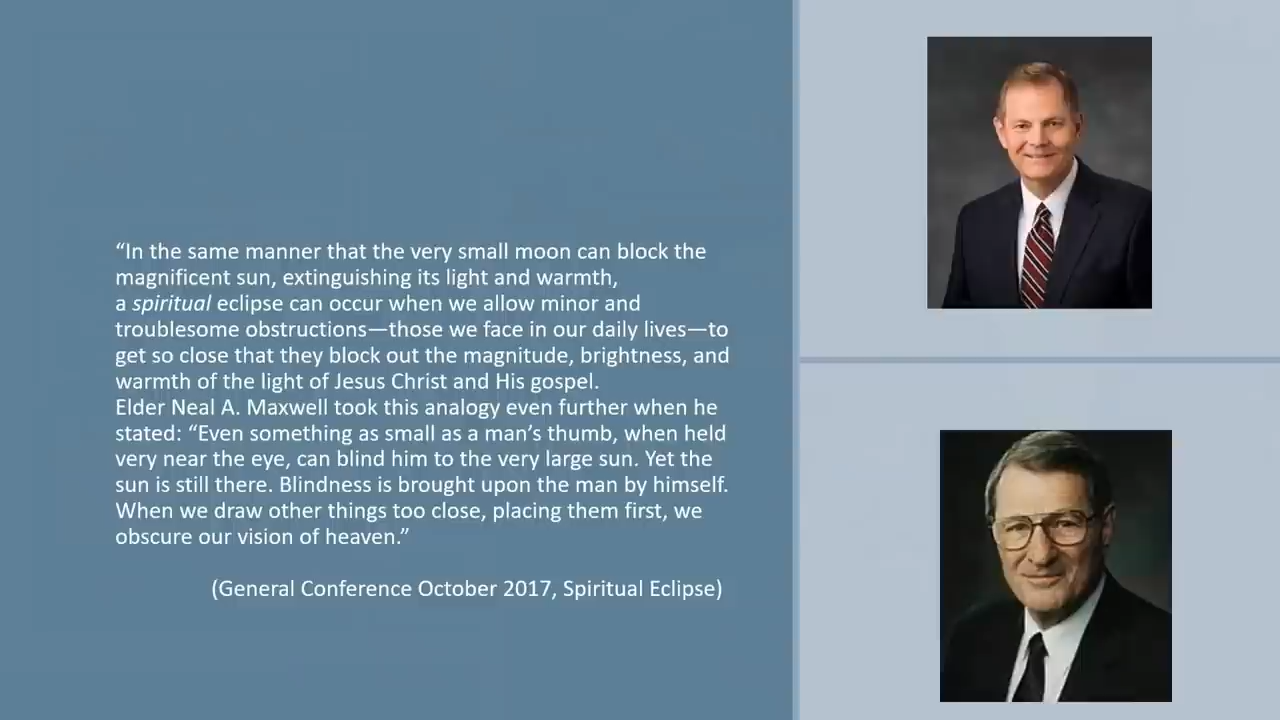 “In the same manner that the very small moon can block the
magnificent sun, extinguishing its light and warmth,
a spiritual eclipse can occur when we allow minor and
troublesome obstructions—those we face in our daily lives—to
get so close that they block out the magnitude, brightness, and
warmth of the light of Jesus Christ and His gospel.
Elder Neal A. Maxwell took this analogy even further when he
stated: “Even something as small as a man’s thumb, when held
very near the eye, can blind him to the very large sun. Yet the
sun is still there. Blindness is brought upon the man by himself.
When we draw other things too close, placing them first, we
obscure our vision of heaven.”
(General Conference October 2017, Spiritual Eclipse)